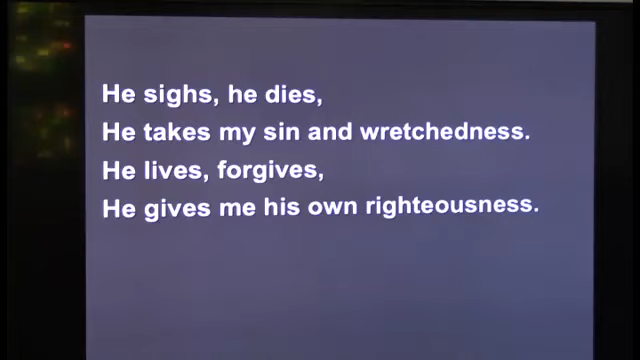 He sighs, he dies,
He takes my sin and wretchedness.
He lives, forgives,
He gives me his own righteousness.